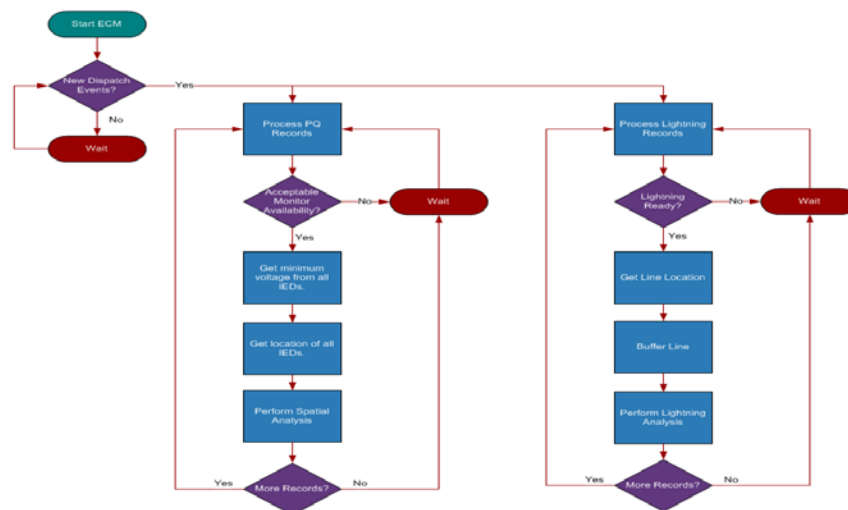 Start ECM
New Dispatch
Events?
Yes
No
Wait
Process PQ
Records
Acceptable
Monitor
Availability?
No
Wait
Yes
Get minimum
voltage from all
IEDs.
Get location of all
IEDs.
Perform Spatial
Analysis
More Records?
Yes
No
Process Lightning
Records
Lightning
Ready?
No
Wait
Yes
Get Line Location
Buffer Line
Perform Lightning
Analysis
More Records?
Yes
No